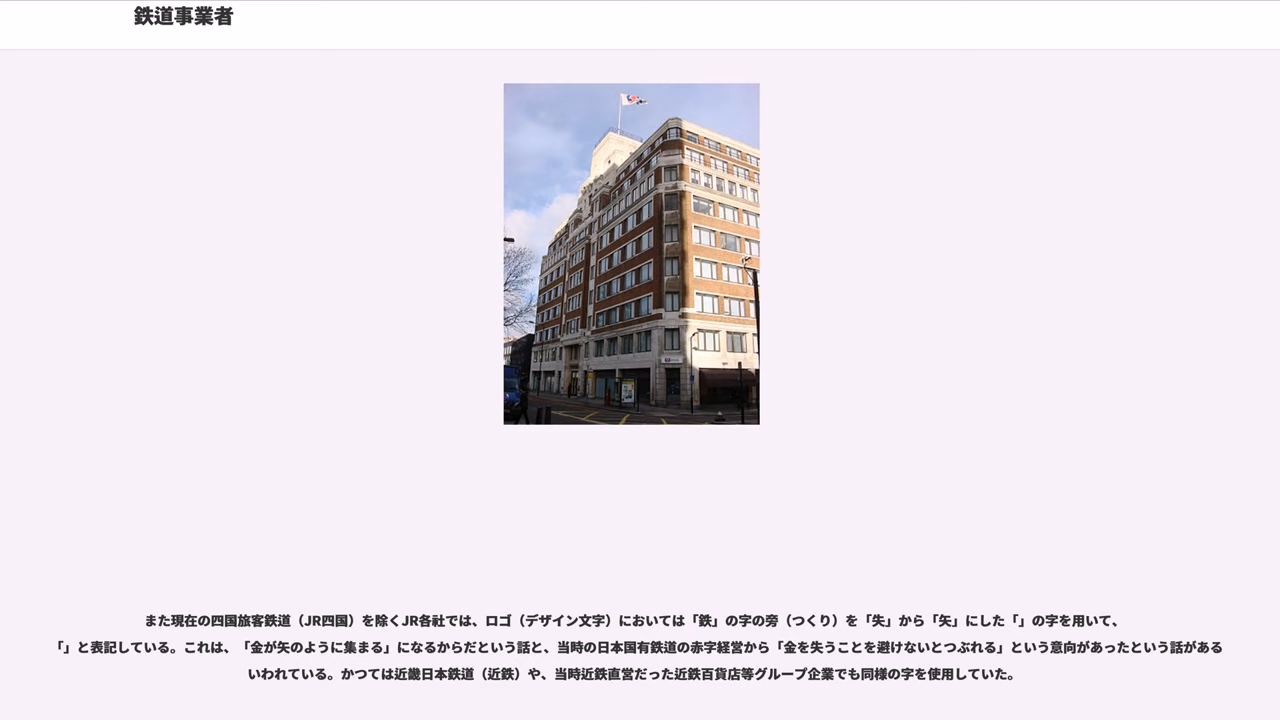 鉄道事業者
また現在の四国旅客鉄道（JR四国）を除くJR各社では、ロゴ（デザイン文字）においては「鉄」の字の旁（つくり）を「失」から「矢」にした「」の字を用いて、
「」と表記している。これは、「金が矢のように集まる」になるからだという話と、当時の日本国有鉄道の赤字経営から「金を失うことを避けないとつぶれる」という意向があったという話がある
いわれている。かつては近畿日本鉄道（近鉄）や、当時近鉄直営だった近鉄百貨店等グループ企業でも同様の字を使用していた。